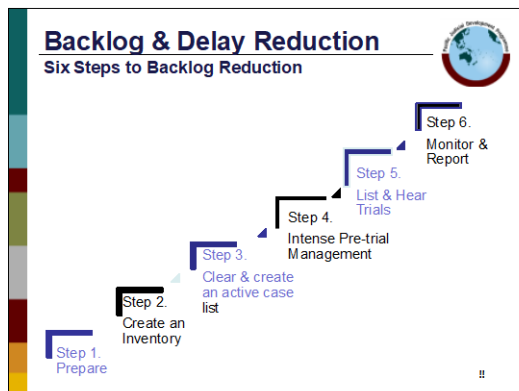 Backlog & Delay Reduction
Six Steps to Backlog Reduction
Step 1.
Prepare
Step 2.
Create an
Inventory
Step 3.
Clear & create
an active case
list
Step 4.
Intense Pre-trial
Management
Step 5.
List & Hear
Trials
Step 6.
Monitor &
Report